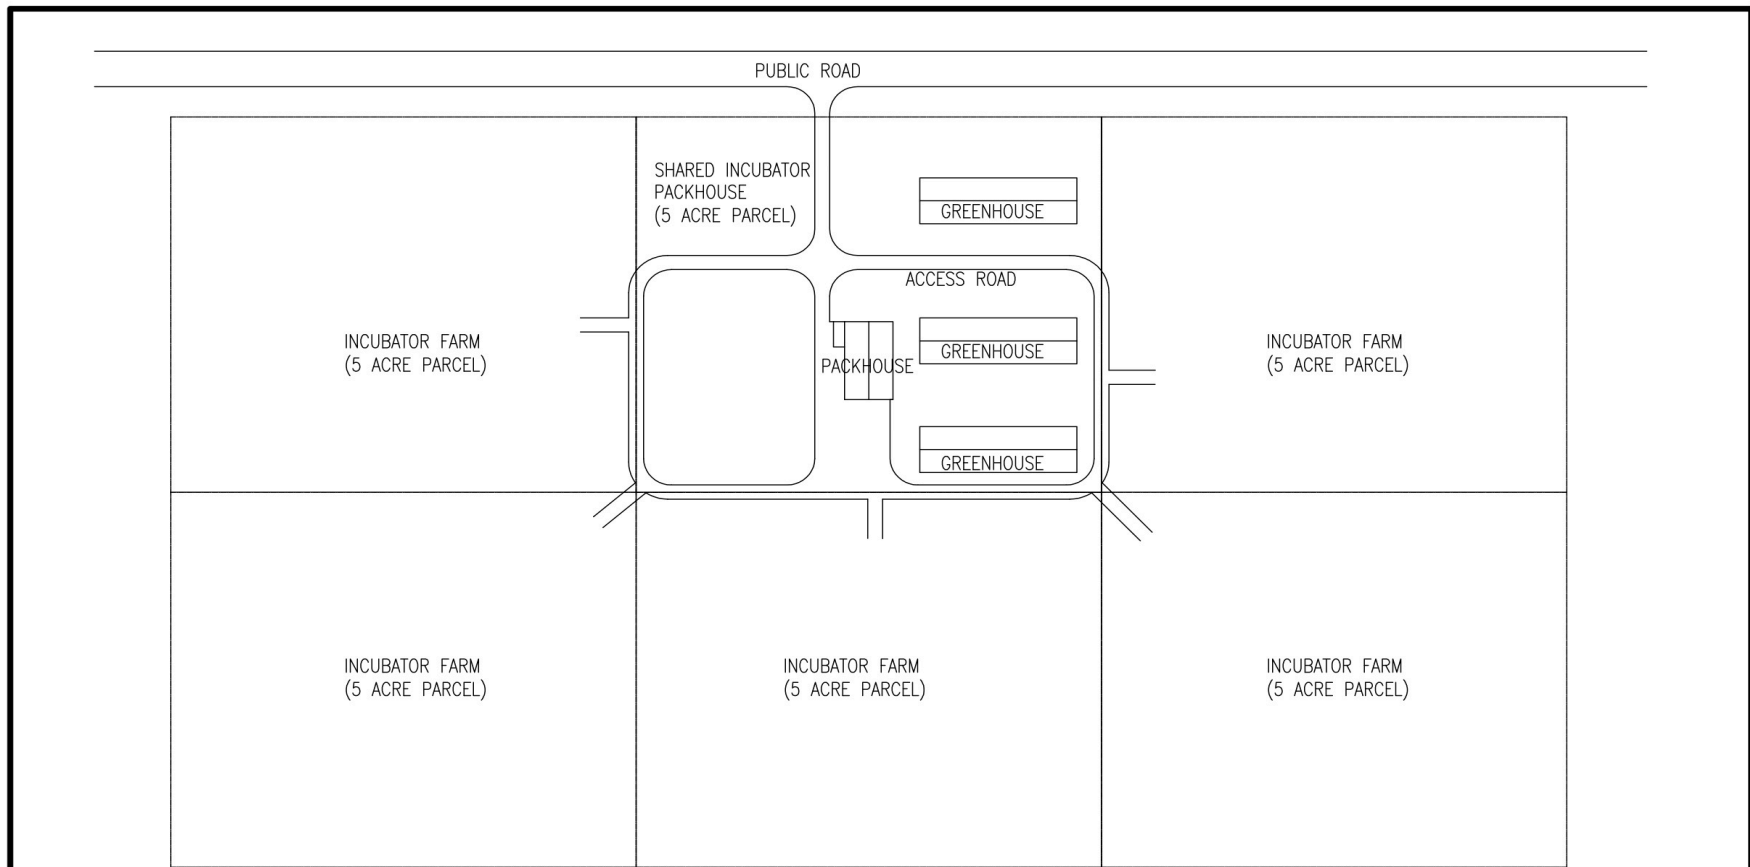 PUBLIC ROAD
SHARED INCUBATOR
PACKHOUSE
(5 ACRE PARCEL)
GREENHOUSE
ACCESS ROAD
INCUBATOR FARM
(5 ACRE PARCEL)
PACKHOUSE
GREENHOUSE
INCUBATOR FARM
(5 ACRE PARCEL)
GREENHOUSE
INCUBATOR FARM
(5 ACRE PARCEL)
INCUBATOR FARM
(5 ACRE PARCEL)
INCUBATOR FARM
(5 ACRE PARCEL)